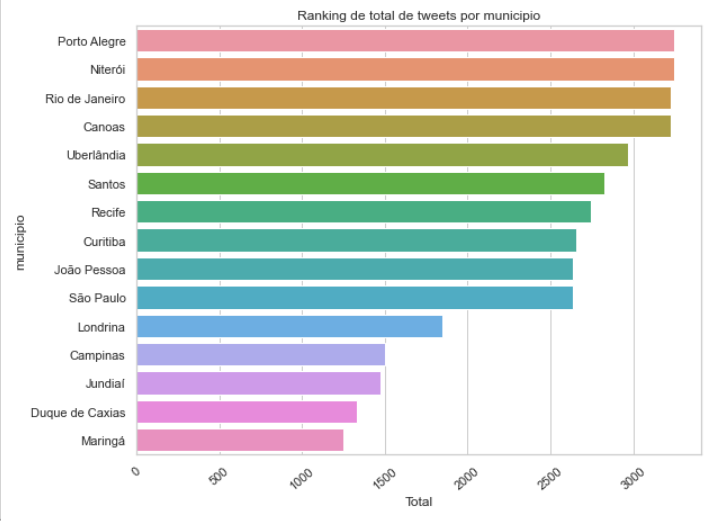 Ranking de total de tweets por municipio
Porto Alegre
Niterói
Rio de Janeiro
Canoas
Uberlândia
Santos
Recife
Curitiba
João Pessoa
São Paulo
Londrina
Campinas
Jundiaí
Duque de Caxias
Maringá
municipio
0 500 1000 1500 2000 2500 3000
Total